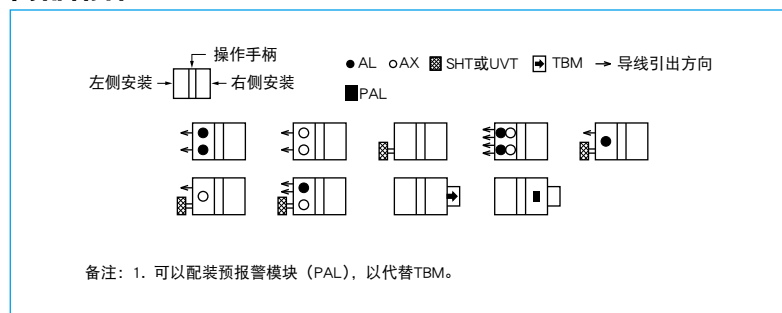 操作手柄
左侧安装 右侧安装
AL AX SHT或UVT TBM 导线引出方向
PAL
备注：1. 可以配装预报警模块（PAL），以代替TBM。